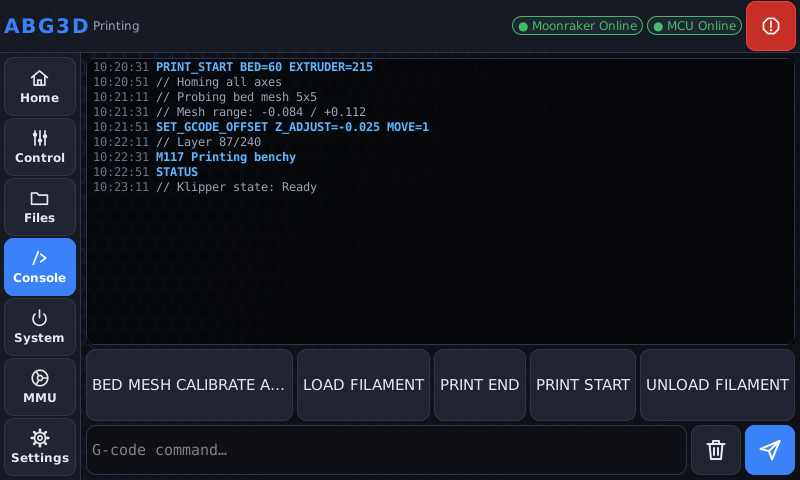 ABG3D Printing
Moonraker Online
MCU Online
Home
Control
Files
Console
System
MMU
Settings
10:20:31 PRINT_START BED=60 EXTRUDER=215
10:20:51 // Homing all axes
10:21:11 // Probing bed mesh 5x5
10:21:31 // Mesh range: -0.084 / +0.112
10:21:51 SET_GCODE_OFFSET Z_ADJUST=-0.025 MOVE=1
10:22:11 // Layer 87/240
10:22:31 M117 Printing benchy
10:22:51 STATUS
10:23:11 // Klipper state: Ready
BED MESH CALIBRATE A...
LOAD FILAMENT
PRINT END
PRINT START
UNLOAD FILAMENT
G-code command…